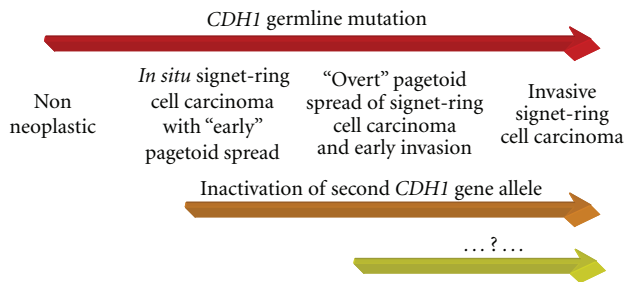 CDH1 germline mutation
Non
neoplastic
In situ signet-ring
cell carcinoma
with “early”
pagetoid spread
“Overt” pagetoid
spread of signet-ring
cell carcinoma
and early invasion
Invasive
signet-ring
cell carcinoma
Inactivation of second CDH1 gene allele
... ? ...